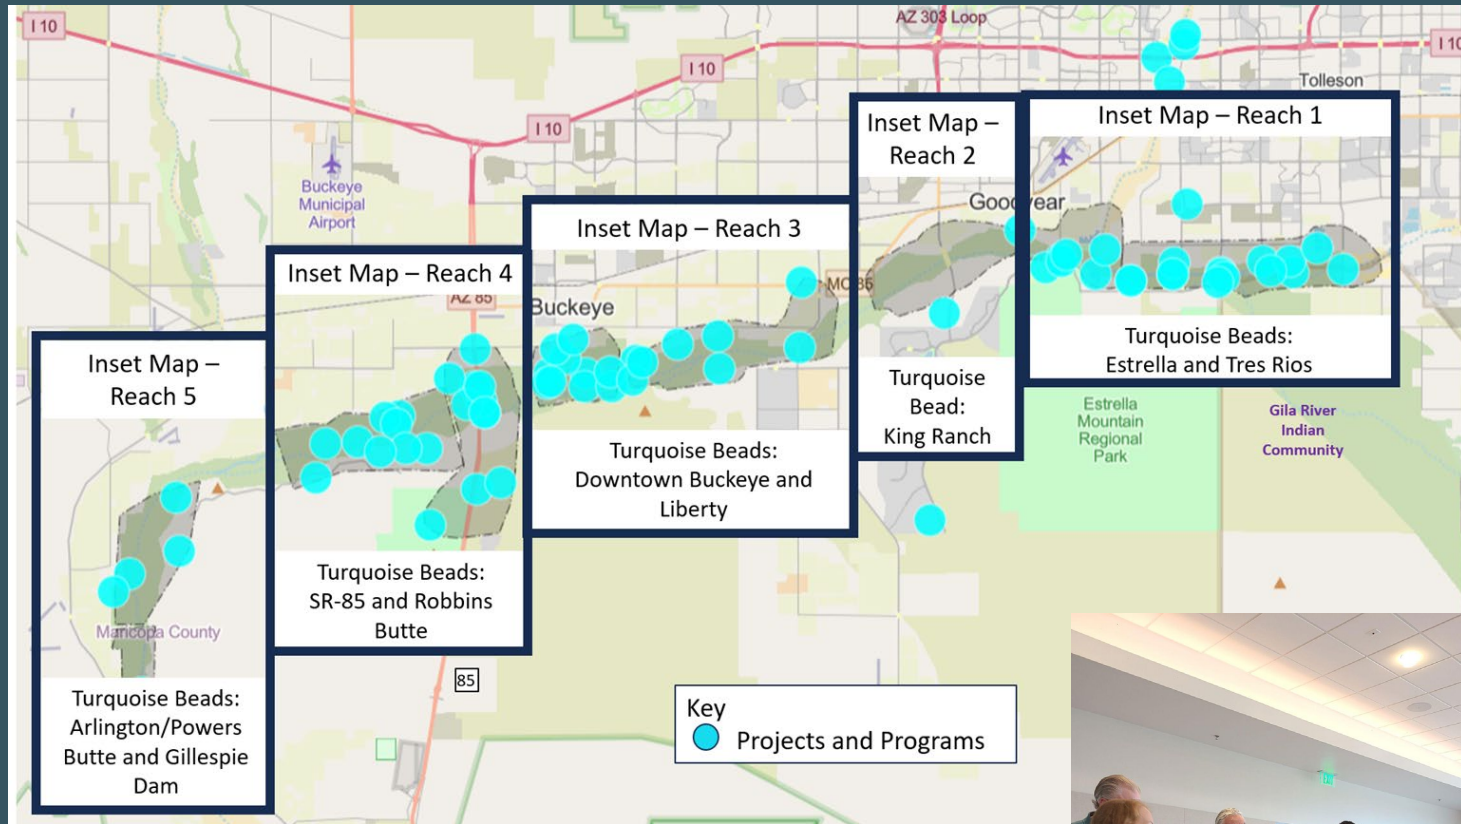 I 10
AZ 303 Loop
I 10
I 10
I 10
Tolleson
Inset Map – Reach 1
Inset Map –
Reach 2
Buckeye
Municipal
Airport
Goodyear
Inset Map – Reach 3
Inset Map – Reach 4
AZ 85
MC 85
Buckeye
Turquoise Beads:
Estrella and Tres Rios
Inset Map –
Reach 5
Turquoise
Bead:
King Ranch
Estrella
Mountain
Regional
Park
Gila River
Indian
Community
Turquoise Beads:
Downtown Buckeye and
Liberty
Turquoise Beads:
SR-85 and Robbins
Butte
Maricopa County
85
Turquoise Beads:
Arlington/Powers
Butte and Gillespie
Dam
Key
Projects and Programs